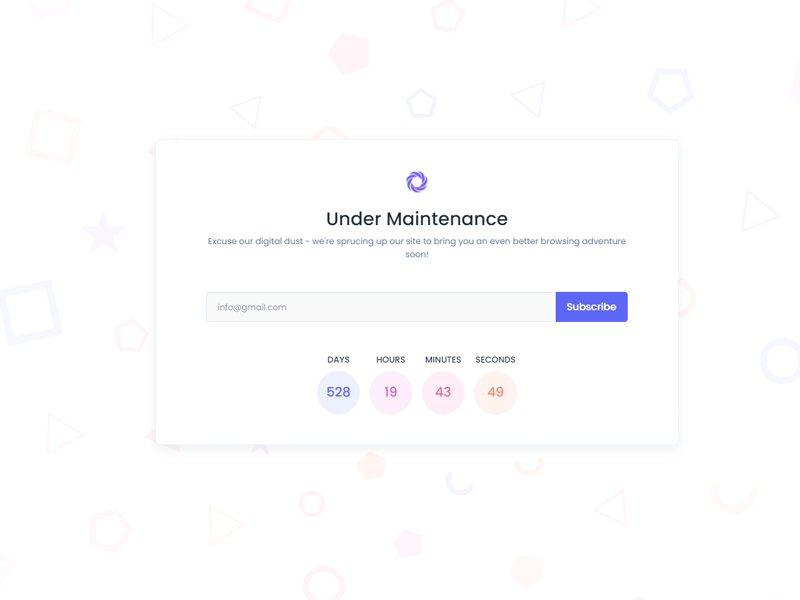 Under Maintenance
Excuse our digital dust - we're sprucing up our site to bring you an even better browsing adventure
soon!
info@gmail.com Subscribe
DAYS HOURS MINUTES SECONDS
528 19 43 49